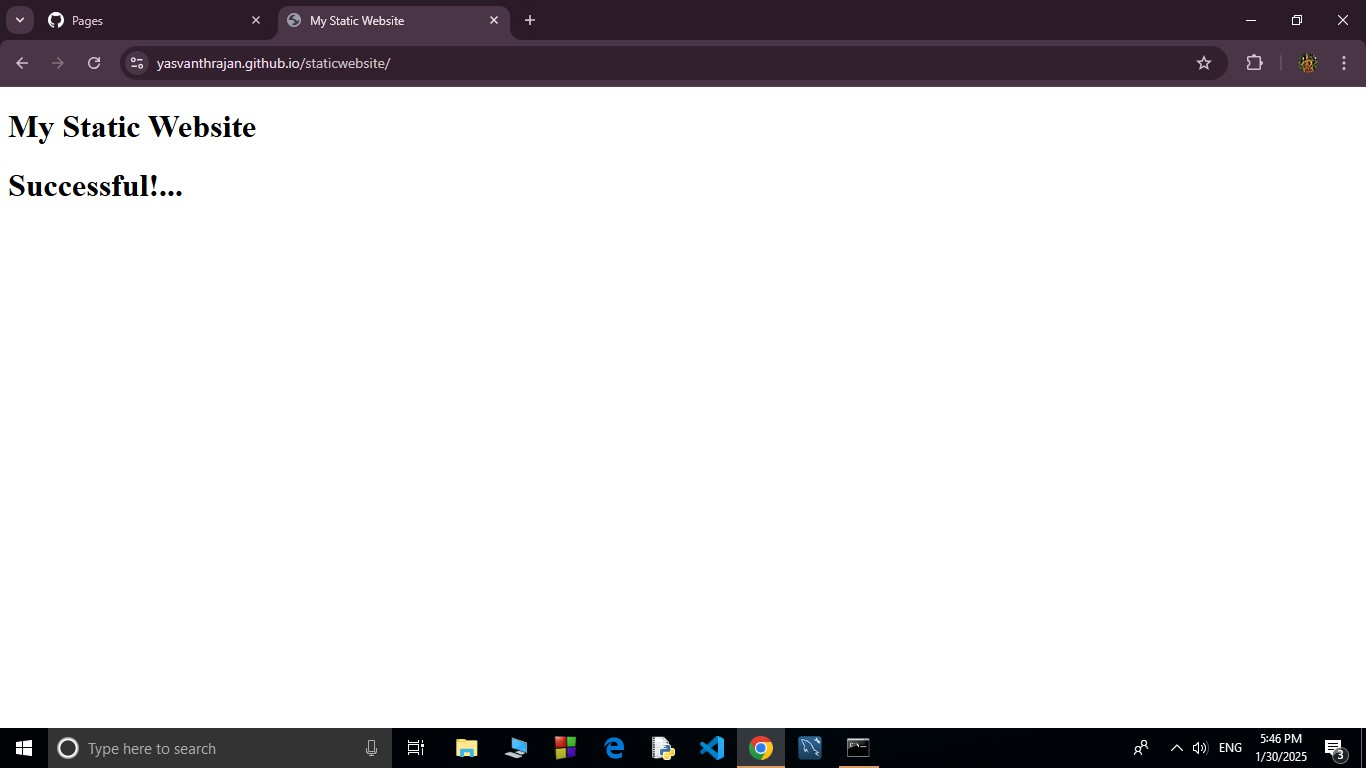 Pages
My Static Website
yasvanthrajan.github.io/staticwebsite/
My Static Website
Successful!...
Type here to search
ENG
5:46 PM
1/30/2025
3